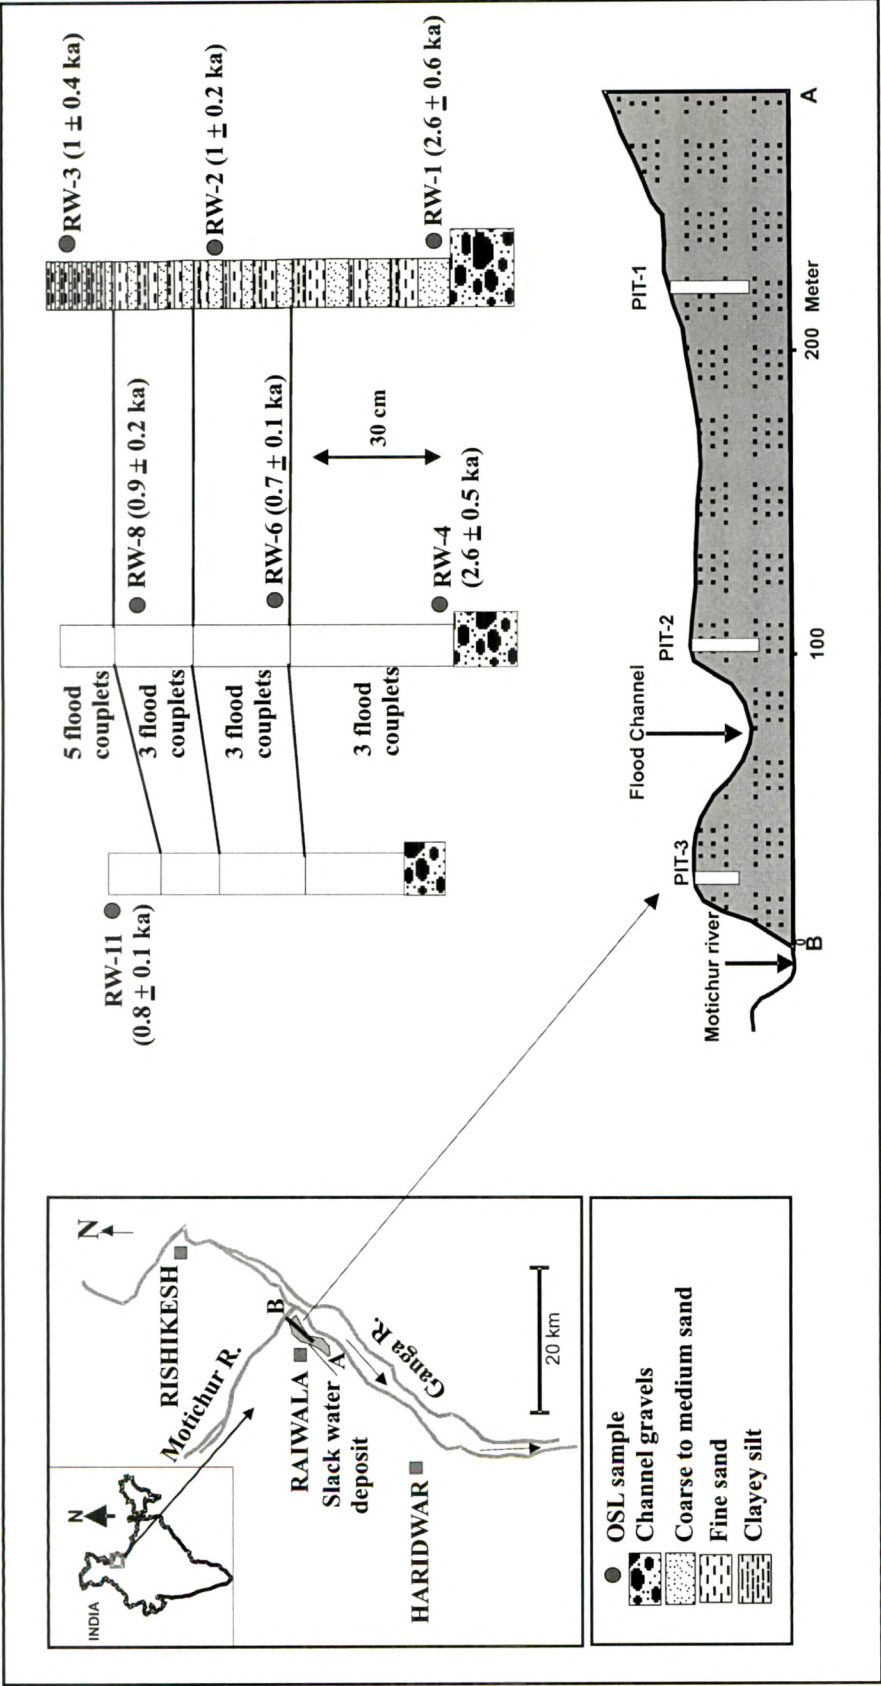 INDIA
N
N
RISHIKESH
Motichur R.
B
RAIWALA
A
Slack water
deposit
Ganga R.
HARIDWAR
20 km
OSL sample
Channel gravels
Coarse to medium sand
Fine sand
Clayey silt
RW-11
(0.8 ± 0.1 ka)
5 flood
couplets
3 flood
couplets
3 flood
couplets
3 flood
couplets
RW-8 (0.9 ± 0.2 ka)
RW-6 (0.7 ± 0.1 ka)
30 cm
RW-4
(2.6 ± 0.5 ka)
RW-3 (1 ± 0.4 ka)
RW-2 (1 ± 0.2 ka)
RW-1 (2.6 ± 0.6 ka)
Motichur river
PIT-3
Flood Channel
PIT-2
PIT-1
B
0
100
200 Meter
A